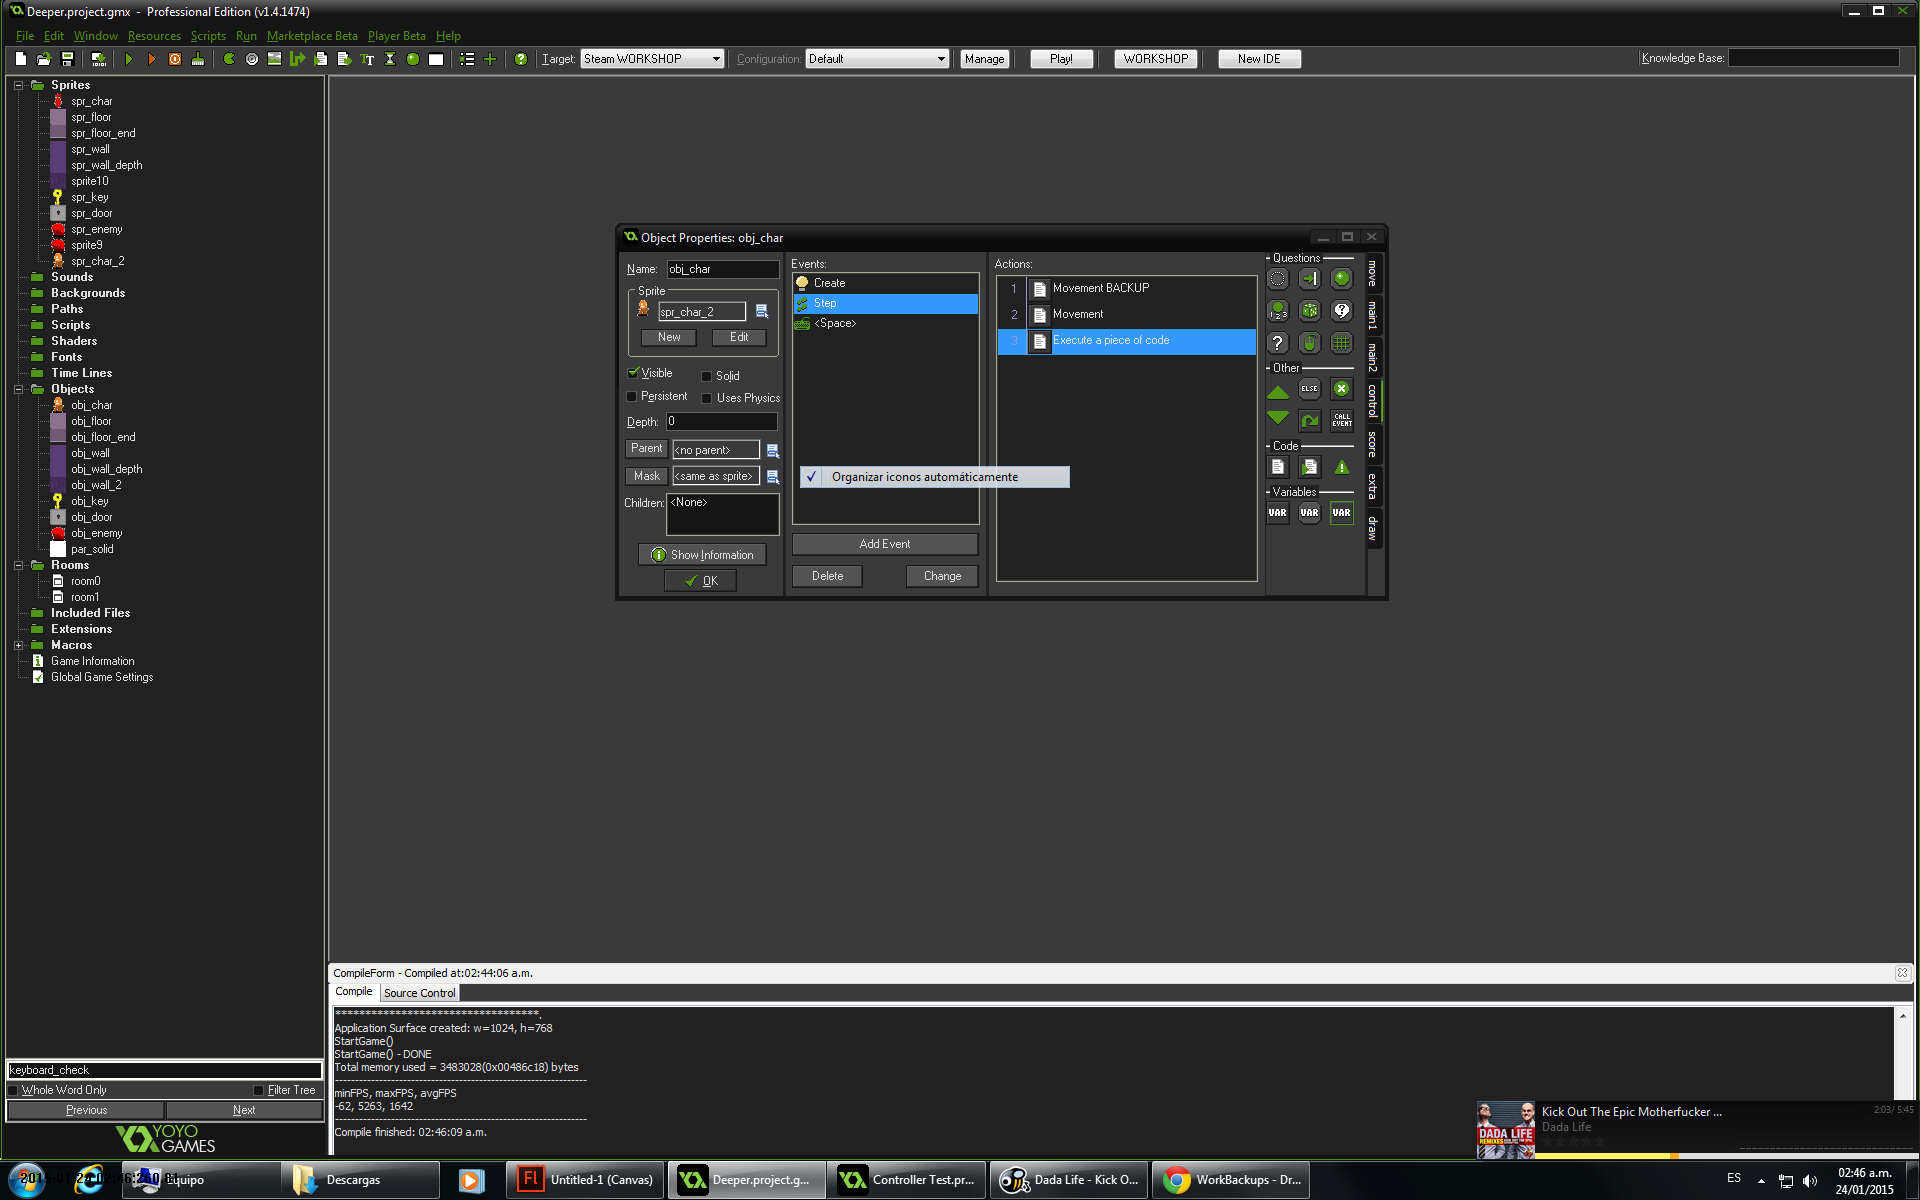 Deeper.project.gmx - Professional Edition (v1.4.1474)
File Edit Window Resources Scripts Run Marketplace Beta Player Beta Help
Target: Steam WORKSHOP Configuration: Default Manage Play! WORKSHOP New IDE Knowledge Base:
Sprites
spr_char
spr_floor
spr_floor_end
spr_wall
spr_wall_depth
sprite10
spr_key
spr_door
spr_enemy
sprite9
spr_char_2
Sounds
Backgrounds
Paths
Scripts
Shaders
Fonts
Time Lines
Objects
obj_char
obj_floor
obj_floor_end
obj_wall
obj_wall_depth
obj_wall_2
obj_key
obj_door
obj_enemy
par_solid
Rooms
room0
room1
Included Files
Extensions
Macros
Game Information
Global Game Settings
keyboard_check
Whole Word Only Filter Tree
Previous Next
YOYO
GAMES
Object Properties: obj_char
Name: obj_char
Sprite
spr_char_2
New Edit
Visible Solid
Persistent Uses Physics
Depth: 0
Parent <no parent>
Mask <same as sprite>
Children: <None>
Show Information
OK
Events:
Create
Step
<Space>
Organizar iconos automáticamente
Add Event
Delete Change
Actions:
1 Movement BACKUP
2 Movement
3 Execute a piece of code
Questions
1 2 3
?
Other
ELSE
CALL EVENT
Code
Variables
VAR VAR VAR
move
main1
main2
control
score
extra
draw
CompileForm - Compiled at:02:44:06 a.m.
Compile Source Control
***********************************.
Application Surface created: w=1024, h=768
StartGame()
StartGame() - DONE
Total memory used = 3483028(0x00486c18) bytes
minFPS, maxFPS, avgFPS
-62, 5263, 1642
Compile finished: 02:46:09 a.m.
DADA LIFE
Kick Out The Epic Motherfucker ... 2:03/ 5:45
Dada Life
Equipo
Descargas
Fl Untitled-1 (Canvas)
Deeper.project.g...
Controller Test.pr...
Dada Life - Kick O...
WorkBackups - Dr...
ES
02:46 a.m.
24/01/2015